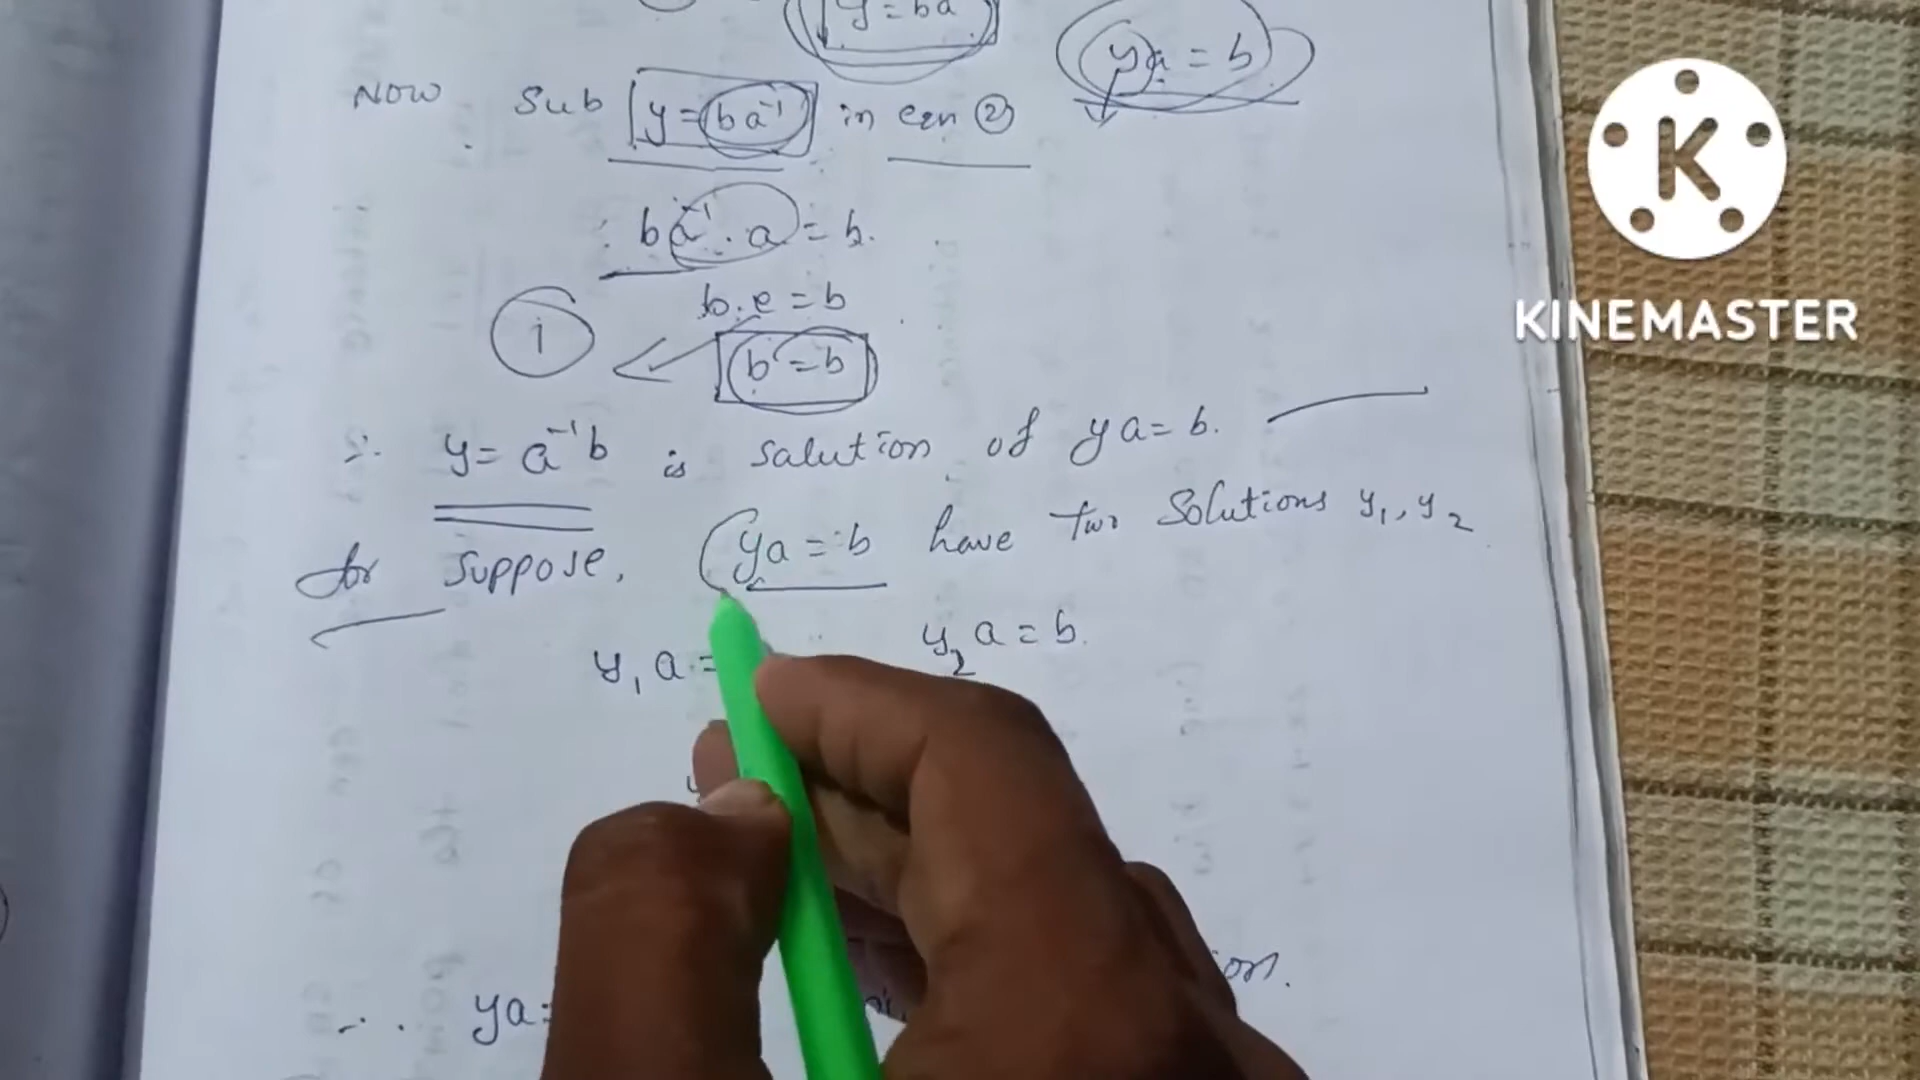 y = ba
ya = b
Now Sub y = ba⁻¹ in eqn ②
ba⁻¹ . a = b.
b . e = b
i
b = b
∴ y = a⁻¹b is salution of ya = b.
for suppose, ya = b have two solutions y₁, y₂
y₁ a =
y₂ a = b.
ya =
K
KINEMASTER